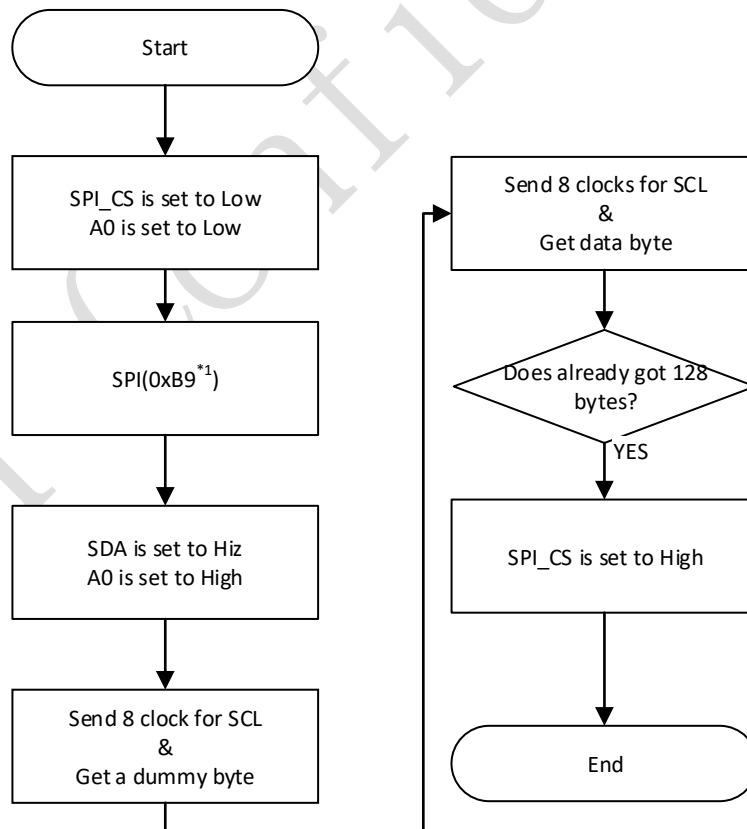 Start
SPI_CS is set to Low
A0 is set to Low
SPI(0xB9*1)
SDA is set to Hiz
A0 is set to High
Send 8 clock for SCL
&
Get a dummy byte
Send 8 clocks for SCL
&
Get data byte
Does already got 128
bytes?
YES
SPI_CS is set to High
End